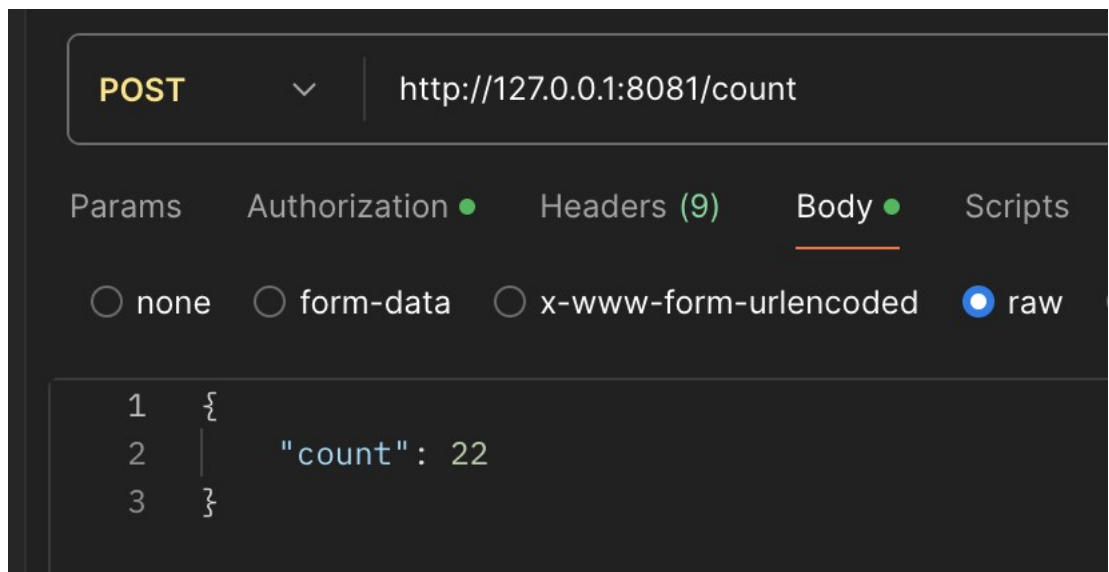 POST http://127.0.0.1:8081/count
Params Authorization Headers (9) Body Scripts
none form-data x-www-form-urlencoded raw
1 {
2 "count": 22
3 }